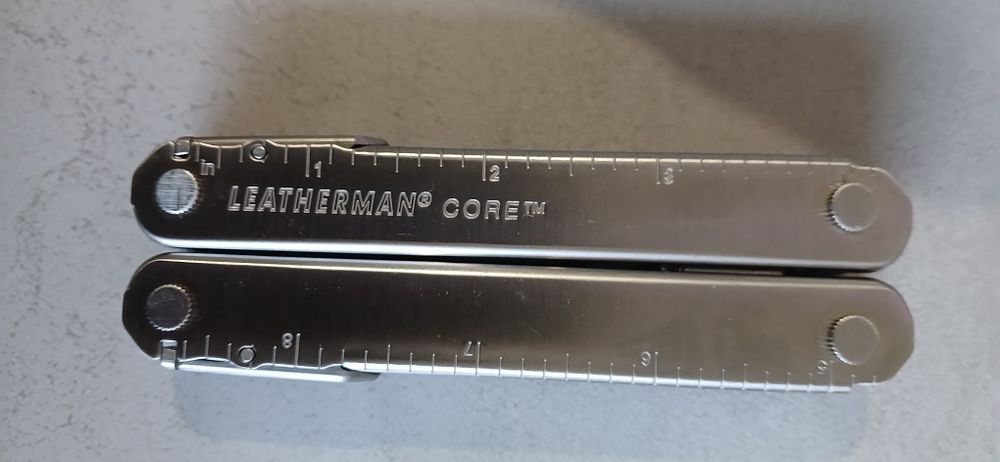 in 1 2 3
LEATHERMAN® CORE™
8 7 6 5